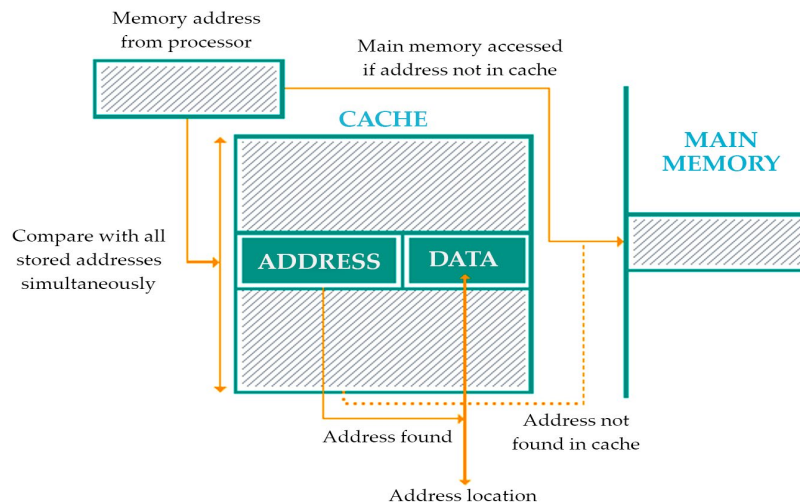 Memory address
from processor
Main memory accessed
if address not in cache
CACHE
MAIN
MEMORY
Compare with all
stored addresses
simultaneously
ADDRESS
DATA
Address found
Address not
found in cache
Address location